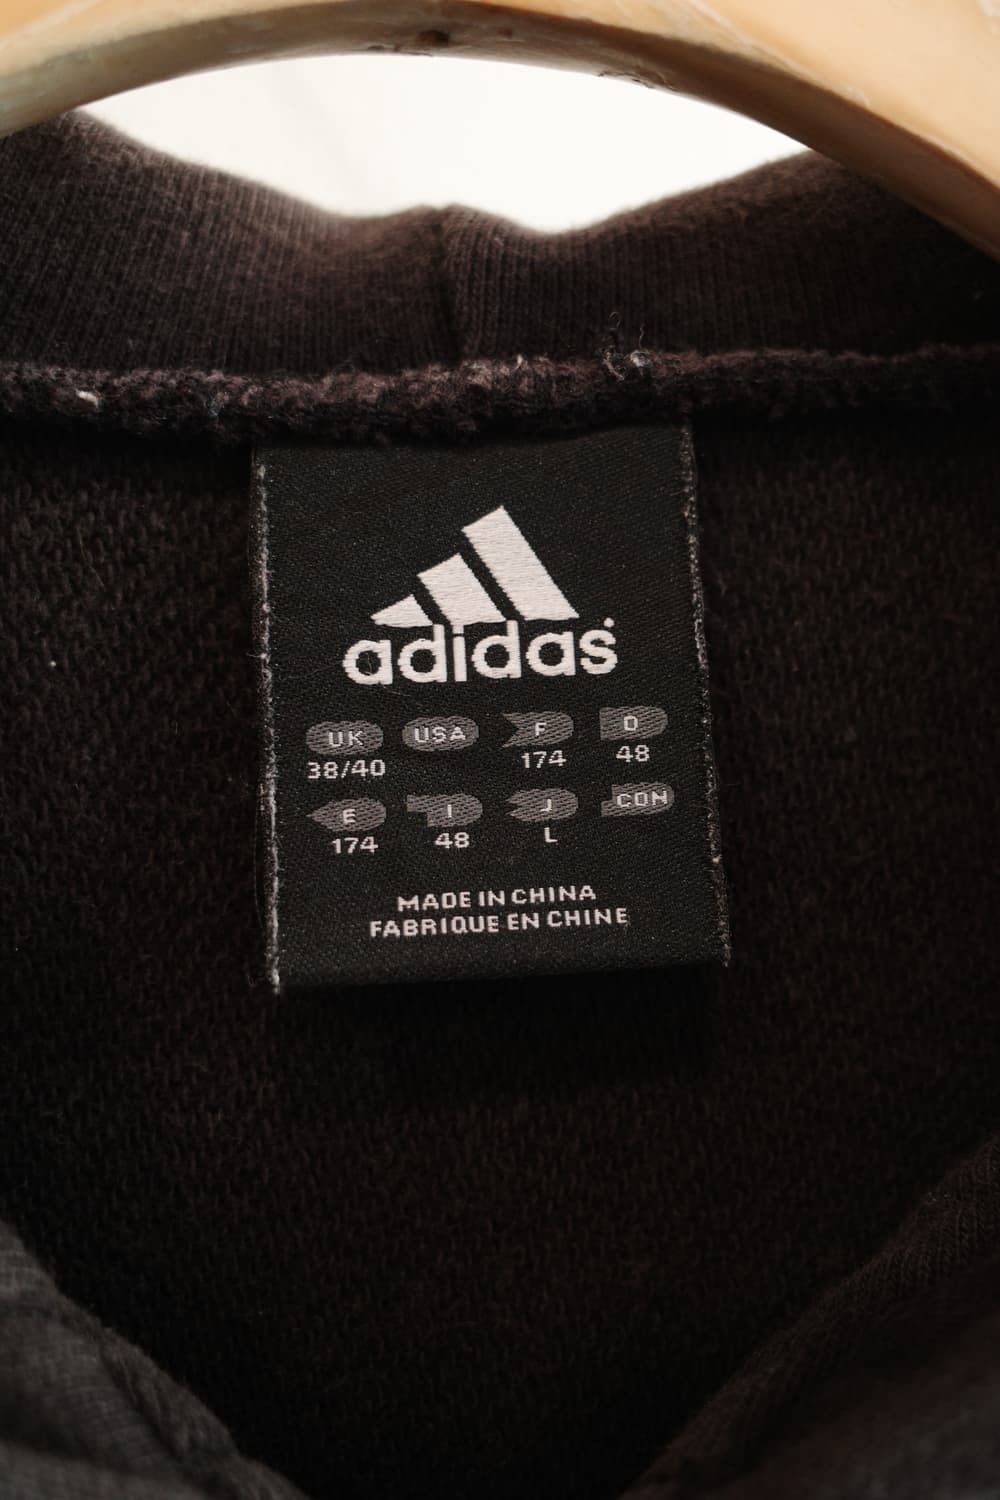 adidas
UK USA F D
38/40 174 48
E I J CON
174 48 L
MADE IN CHINA
FABRIQUE EN CHINE